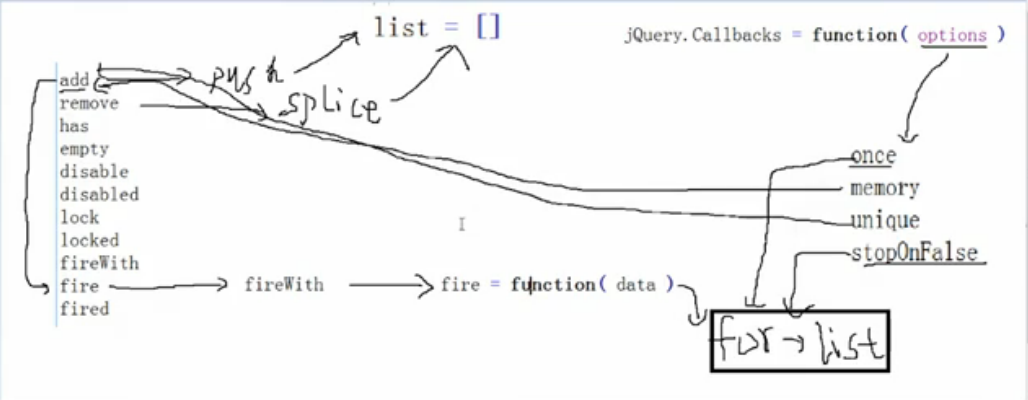 list = []
jQuery.Callbacks = function( options )
push
splice
add
remove
has
empty
disable
disabled
lock
locked
fireWith
fire
fired
once
memory
unique
stopOnFalse
fireWith
fire = function( data )
for→list